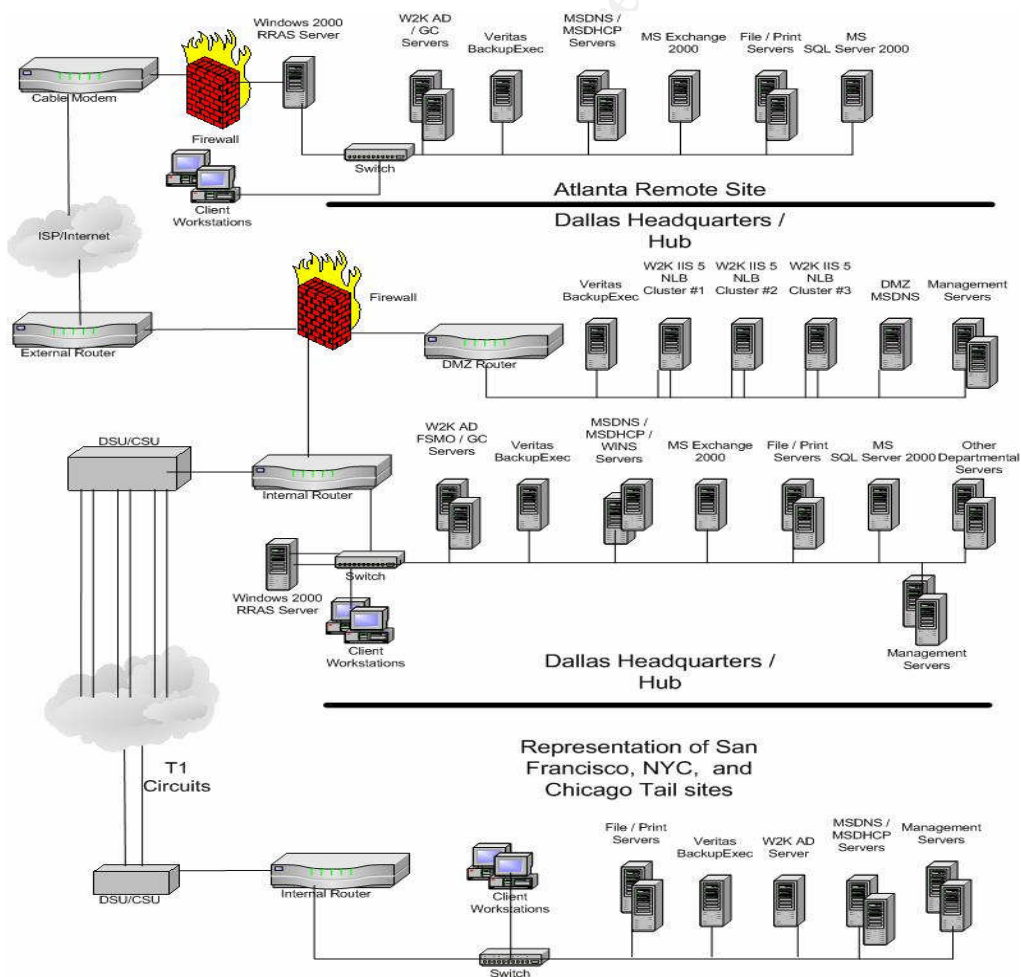 Windows 2000
RRAS Server
W2K AD
/ GC
Servers
Veritas
BackupExec
MSDNS /
MSDHCP
Servers
MS Exchange
2000
File / Print
Servers
MS
SQL Server 2000
Cable Modem
Firewall
Switch
Client
Workstations
Atlanta Remote Site
Dallas Headquarters /
Hub
ISP/Internet
Firewall
Veritas
BackupExec
W2K IIS 5
NLB
Cluster #1
W2K IIS 5
NLB
Cluster #2
W2K IIS 5
NLB
Cluster #3
DMZ
MSDNS
Management
Servers
External Router
DMZ Router
DSU/CSU
Internal Router
W2K AD
FSMO / GC
Servers
Veritas
BackupExec
MSDNS /
MSDHCP /
WINS
Servers
MS Exchange
2000
File / Print
Servers
MS
SQL Server 2000
Other
Departmental
Servers
Switch
Windows 2000
RRAS Server
Client
Workstations
Management
Servers
Dallas Headquarters /
Hub
T1
Circuits
Representation of San
Francisco, NYC, and
Chicago Tail sites
File / Print
Servers
Veritas
BackupExec
W2K AD
Server
MSDNS /
MSDHCP
Servers
Management
Servers
DSU/CSU
Internal Router
Client
Workstations
Switch